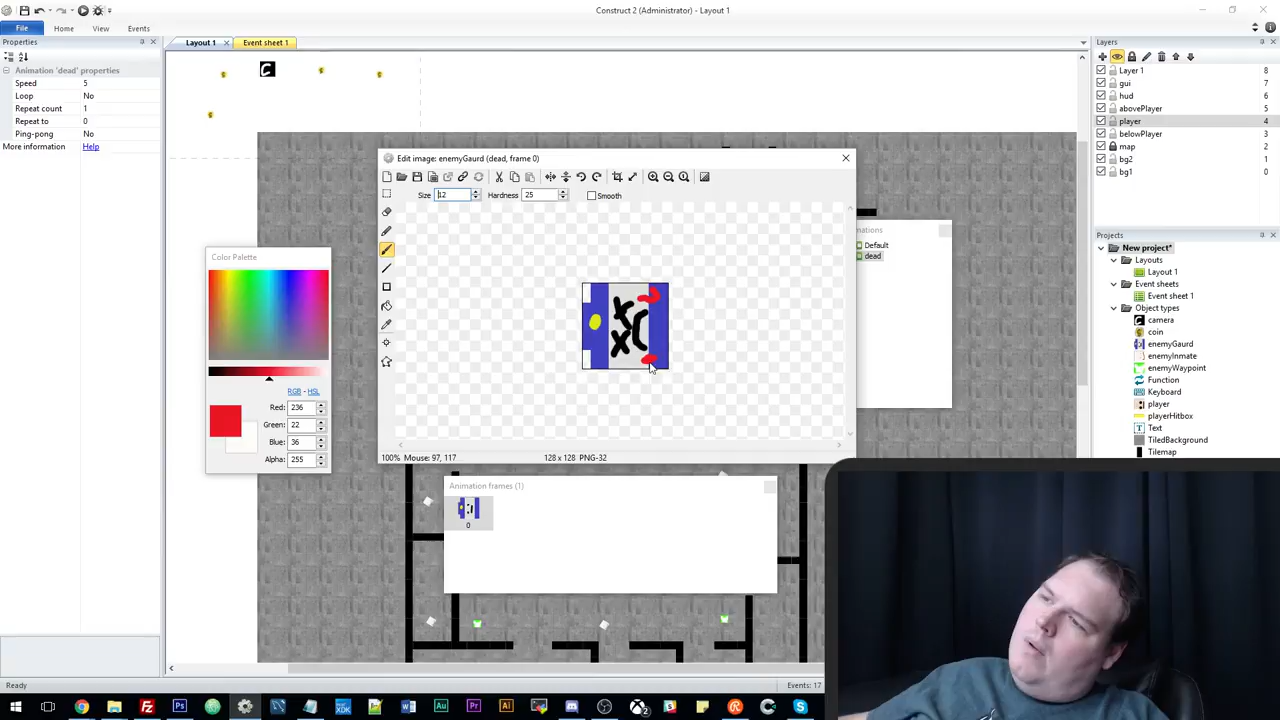 Construct 2 (Administrator) - Layout 1
File Home View Events
Properties
Animation 'dead' properties
Speed 5
Loop No
Repeat count 1
Repeat to 0
Ping-pong No
More information Help
Layout 1
Event sheet 1
C
Edit image: enemyGaurd (dead, frame 0)
Size 12 Hardness 25 Smooth
Color Palette
RGB - HSL
Red: 236
Green: 22
Blue: 36
Alpha: 255
100% Mouse: 97, 117 128 x 128 PNG-32
Animation frames (1)
0
ations
Default
dead
Layers
Layer 1 8
gui 7
hud 6
abovePlayer 5
player 4
belowPlayer 3
map 2
bg2 1
bg1 0
Projects
New project*
Layouts
Layout 1
Event sheets
Event sheet 1
Object types
camera
coin
enemyGaurd
enemyInmate
enemyWaypoint
Function
Keyboard
player
playerHitbox
Text
TiledBackground
Tilemap
Ready
Events: 17